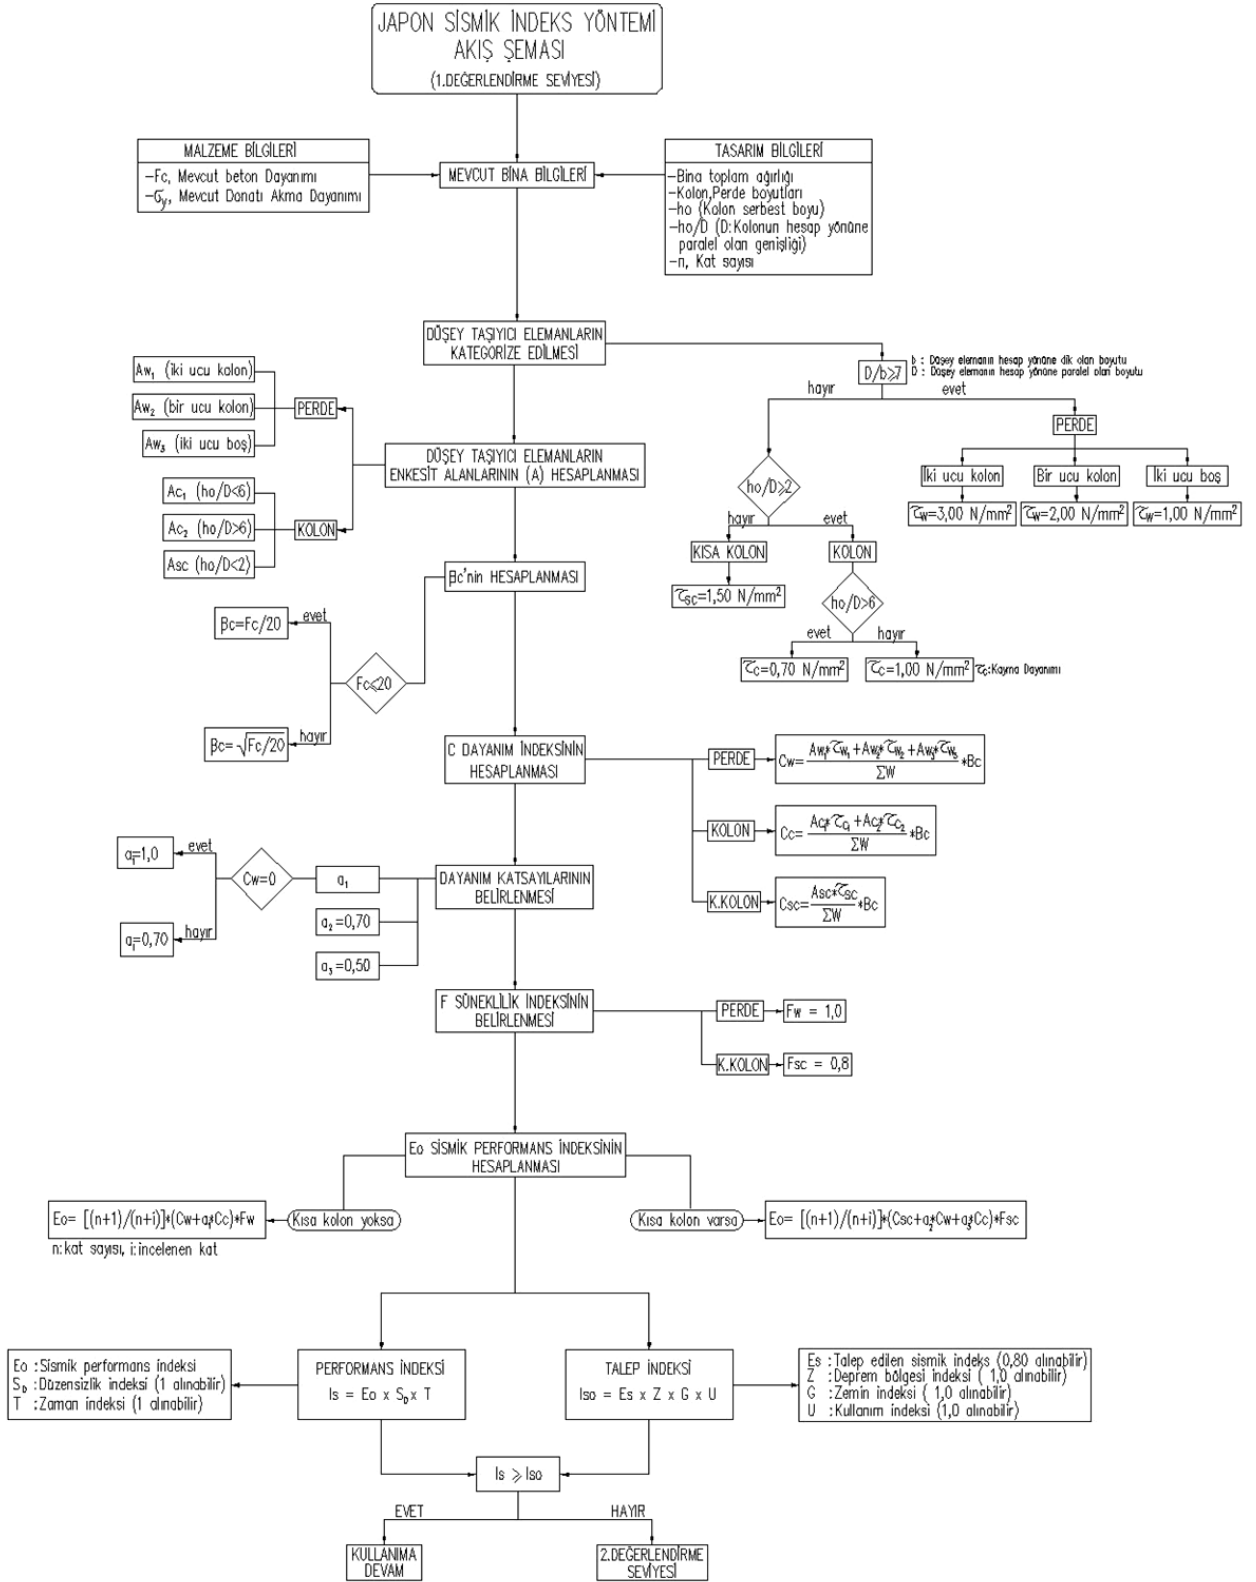 JAPON SİSMİK İNDEKS YÖNTEMİ
AKIŞ ŞEMASI
(1.DEĞERLENDİRME SEVİYESİ)
MALZEME BİLGİLERİ
-Fc, Mevcut beton Dayanımı
-σy, Mevcut Donatı Akma Dayanımı
MEVCUT BİNA BİLGİLERİ
TASARIM BİLGİLERİ
-Bina toplam ağırlığı
-Kolon,Perde boyutları
-ho (Kolon serbest boyu)
-ho/D (D:Kolonun hesap yönüne
paralel olan genişliği)
-n, Kat sayısı
DÜŞEY TAŞIYICI ELEMANLARIN
KATEGORİZE EDİLMESİ
D/b≥7
b : Düşey elemanın hesap yönüne dik olan boyutu
D : Düşey elemanın hesap yönüne paralel olan boyutu
hayır
evet
PERDE
İki ucu kolon
Bir ucu kolon
İki ucu boş
τw=3,00 N/mm²
τw=2,00 N/mm²
τw=1,00 N/mm²
ho/D≥2
hayır
evet
KISA KOLON
KOLON
τsc=1,50 N/mm²
ho/D>6
evet
hayır
τc=0,70 N/mm²
τc=1,00 N/mm²
τc:Kayma Dayanımı
Aw₁ (iki ucu kolon)
Aw₂ (bir ucu kolon)
Aw₃ (iki ucu boş)
PERDE
DÜŞEY TAŞIYICI ELEMANLARIN
ENKESİT ALANLARININ (A) HESAPLANMASI
Ac₁ (ho/D<6)
Ac₂ (ho/D>6)
Asc (ho/D<2)
KOLON
βc'nin HESAPLANMASI
βc=Fc/20
evet
Fc≤20
βc=√Fc/20
hayır
C DAYANIM İNDEKSİNİN
HESAPLANMASI
PERDE
Cw= Aw₁*τw₁+Aw₂*τw₂+Aw₃*τw₃ / ΣW *Bc
KOLON
Cc= Ac₁*τc₁+Ac₂*τc₂ / ΣW *Bc
K.KOLON
Csc= Asc*τsc / ΣW *Bc
DAYANIM KATSAYILARININ
BELİRLENMESİ
a₁
a₂=0,70
a₃=0,50
Cw=0
evet
a₁=1,0
hayır
a₁=0,70
F SÜNEKLİLİK İNDEKSİNİN
BELİRLENMESİ
PERDE
Fw = 1,0
K.KOLON
Fsc = 0,8
Eo SİSMİK PERFORMANS İNDEKSİNİN
HESAPLANMASI
Eo= [(n+1)/(n+i)]*(Cw+a₁*Cc)*Fw
Kısa kolon yoksa
n:kat sayısı, i:incelenen kat
Kısa kolon varsa
Eo= [(n+1)/(n+i)]*(Csc+a₂*Cw+a₃*Cc)*Fsc
Eo :Sismik performans indeksi
S_D :Düzensizlik indeksi (1 alınabilir)
T :Zaman indeksi (1 alınabilir)
PERFORMANS İNDEKSİ
Is = Eo x S_D x T
TALEP İNDEKSİ
Iso = Es x Z x G x U
Es :Talep edilen sismik indeks (0,80 alınabilir)
Z :Deprem bölgesi indeksi ( 1,0 alınabilir)
G :Zemin indeksi ( 1,0 alınabilir)
U :Kullanım indeksi (1,0 alınabilir)
Is ≥ Iso
EVET
HAYIR
KULLANIMA
DEVAM
2.DEĞERLENDİRME
SEVİYESİ